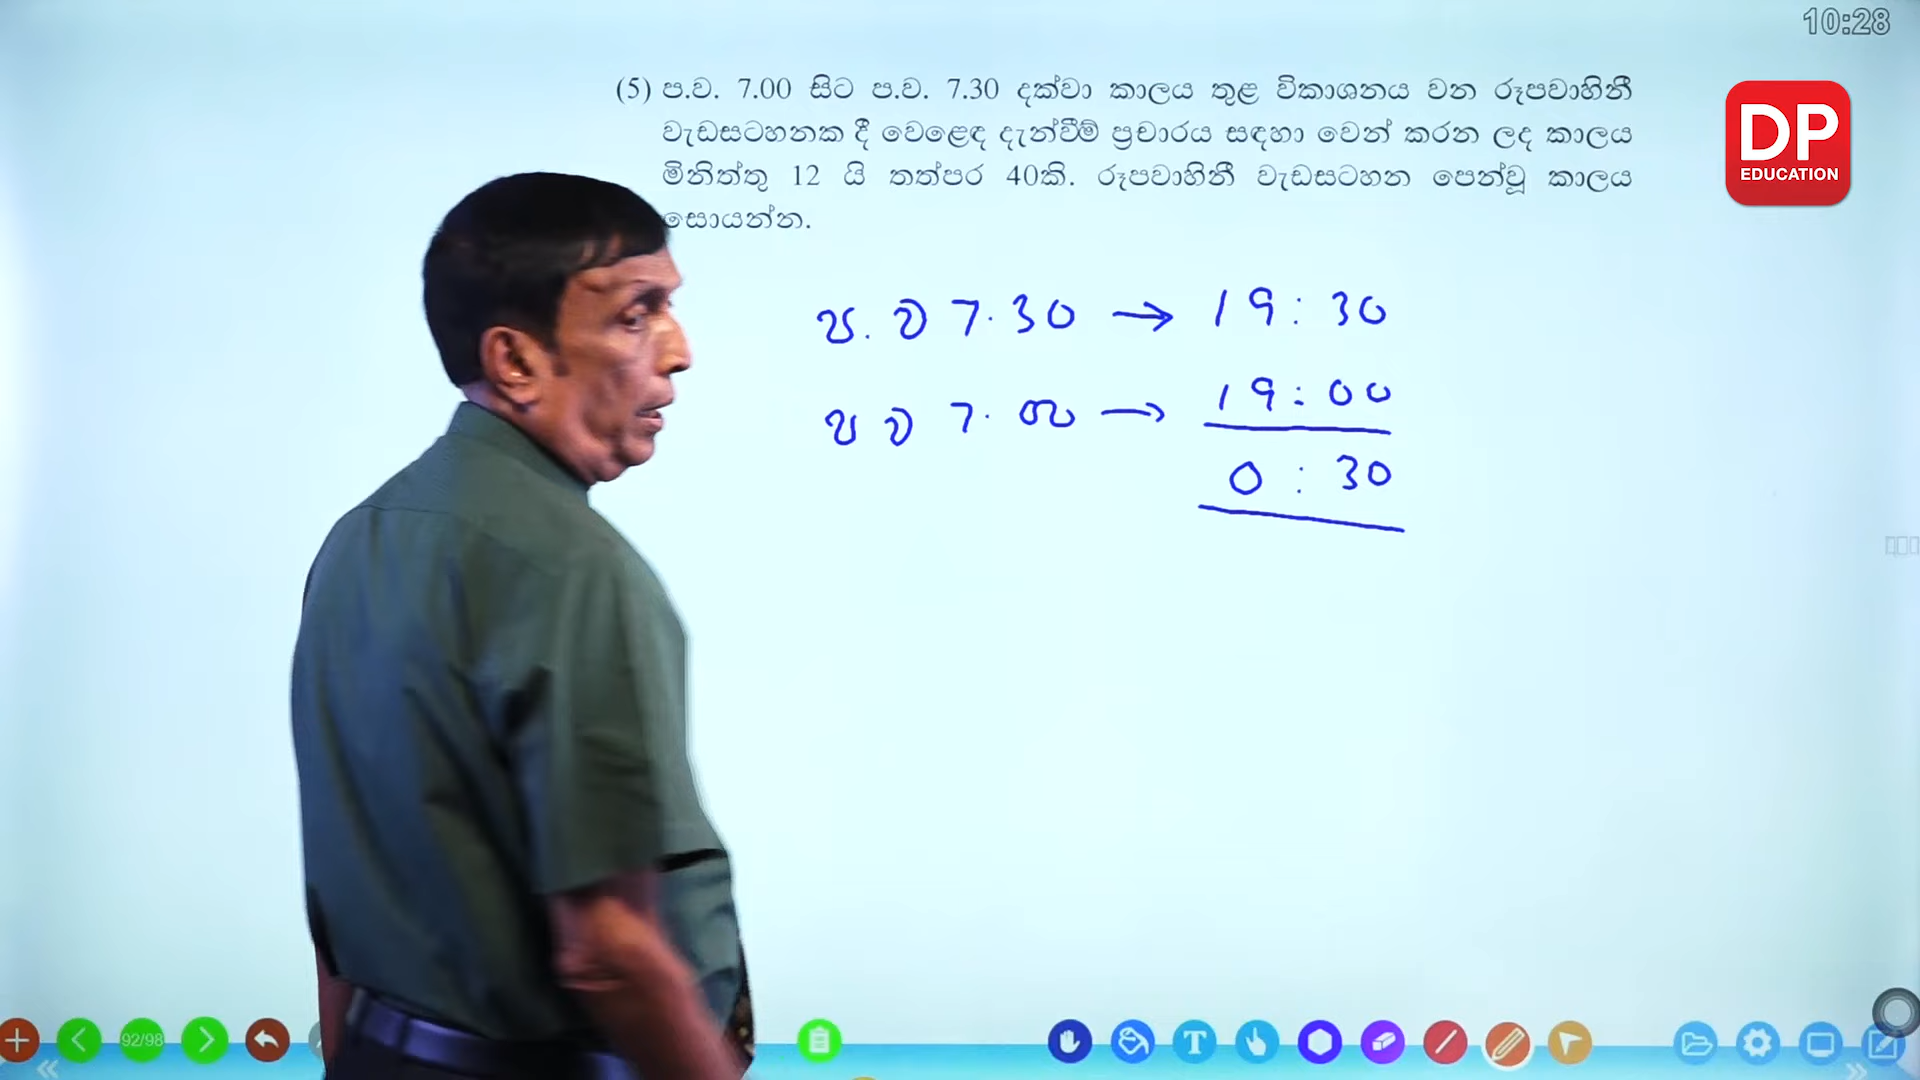 10:28
(5) ප.ව. 7.00 සිට ප.ව. 7.30 දක්වා කාලය තුළ විකාශනය වන රූපවාහිනී
වැඩසටහනක දී වෙළෙඳ දැන්වීම් ප්‍රචාරය සඳහා වෙන් කරන ලද කාලය
මිනිත්තු 12 යි තත්පර 40කි. රූපවාහිනී වැඩසටහන පෙන්වූ කාලය
සොයන්න.
DP
EDUCATION
ප.ව 7.30 → 19:30
ප ව 7.00 → 19:00
0:30
92/98
T